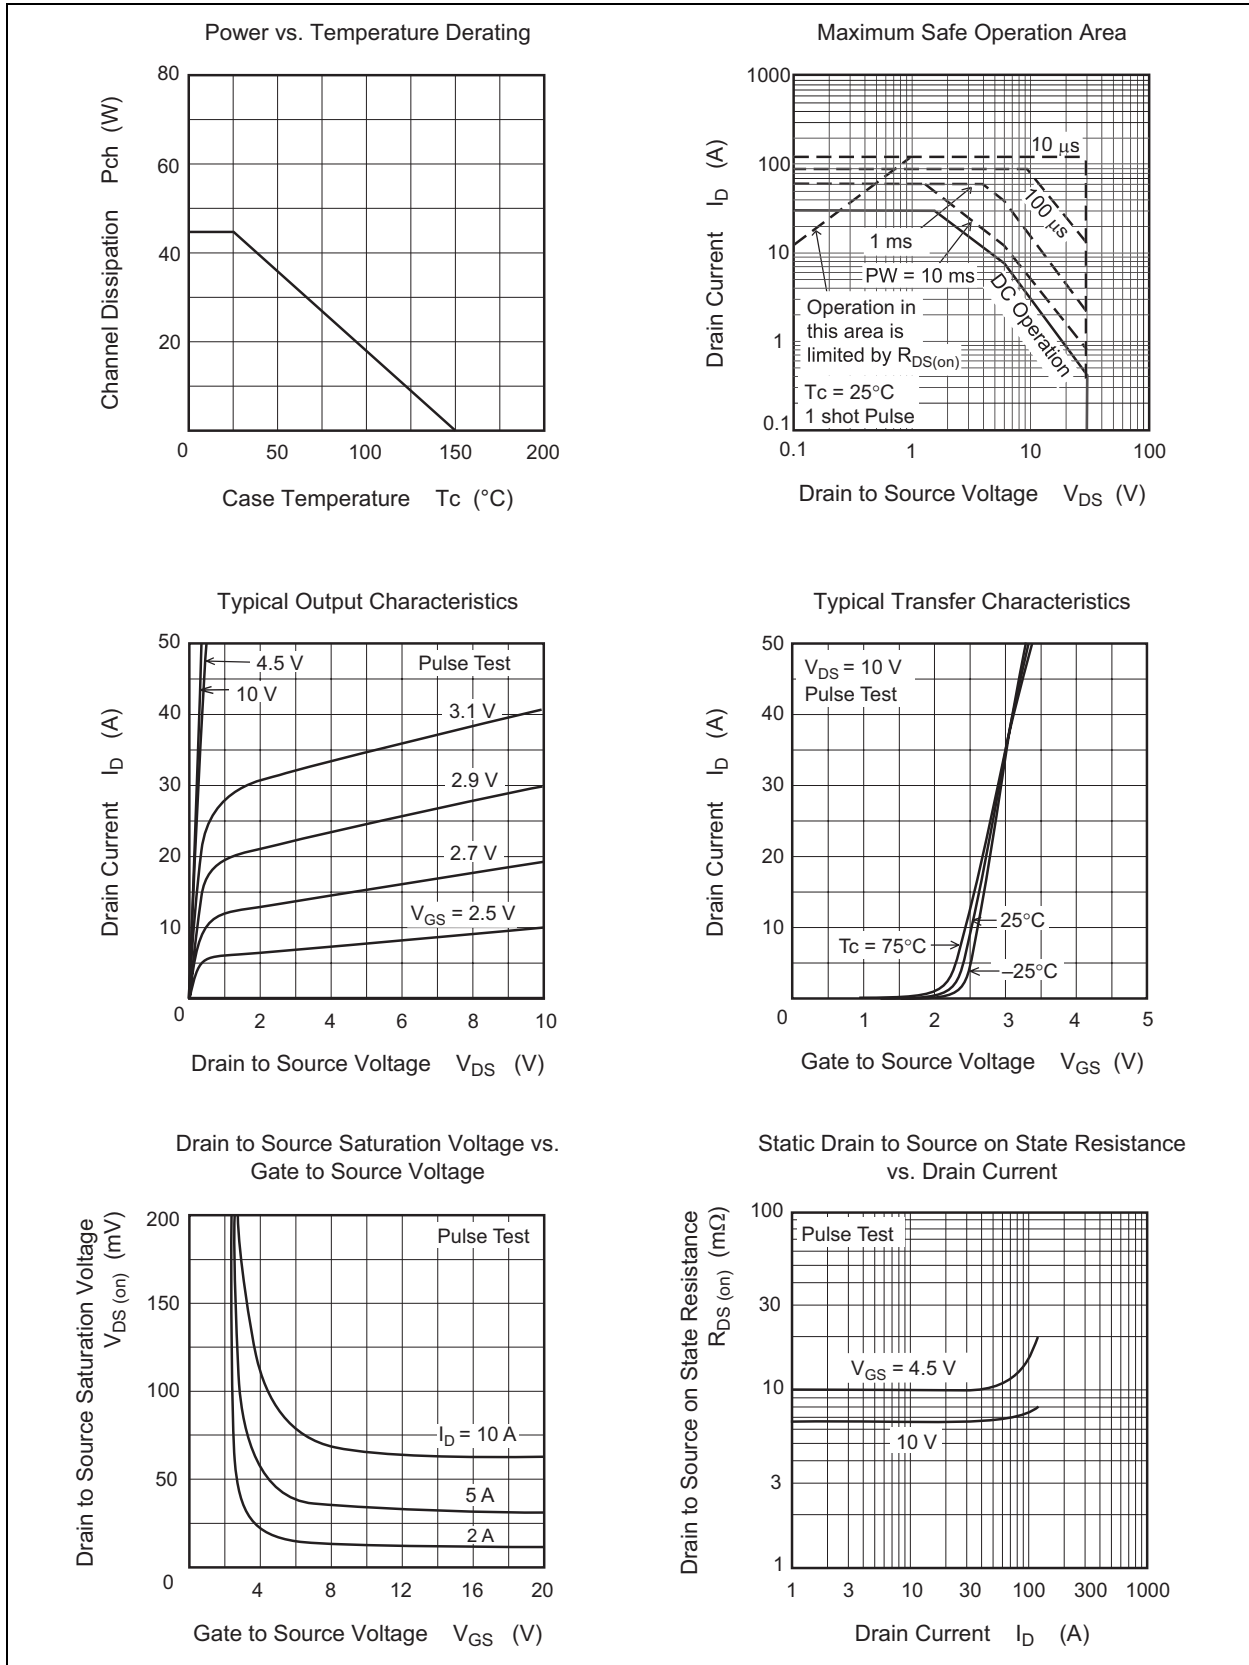 Power vs. Temperature Derating
80
60
40
20
0
50
100
150
200
Channel Dissipation Pch (W)
Case Temperature Tc (°C)
Maximum Safe Operation Area
1000
100
10
1
0.1
0.1
1
10
100
Drain Current ID (A)
10 μs
100 μs
1 ms
PW = 10 ms
DC Operation
Operation in
this area is
limited by RDS(on)
Tc = 25°C
1 shot Pulse
Drain to Source Voltage VDS (V)
Typical Output Characteristics
50
40
30
20
10
0
2
4
6
8
10
Drain Current ID (A)
4.5 V
10 V
Pulse Test
3.1 V
2.9 V
2.7 V
VGS = 2.5 V
Drain to Source Voltage VDS (V)
Typical Transfer Characteristics
50
40
30
20
10
0
1
2
3
4
5
Drain Current ID (A)
VDS = 10 V
Pulse Test
25°C
Tc = 75°C
–25°C
Gate to Source Voltage VGS (V)
Drain to Source Saturation Voltage vs.
Gate to Source Voltage
200
150
100
50
0
4
8
12
16
20
Drain to Source Saturation Voltage
VDS (on) (mV)
Pulse Test
ID = 10 A
5 A
2 A
Gate to Source Voltage VGS (V)
Static Drain to Source on State Resistance
vs. Drain Current
100
30
10
3
1
1
3
10
30
100
300
1000
Drain to Source on State Resistance
RDS (on) (mΩ)
Pulse Test
VGS = 4.5 V
10 V
Drain Current ID (A)